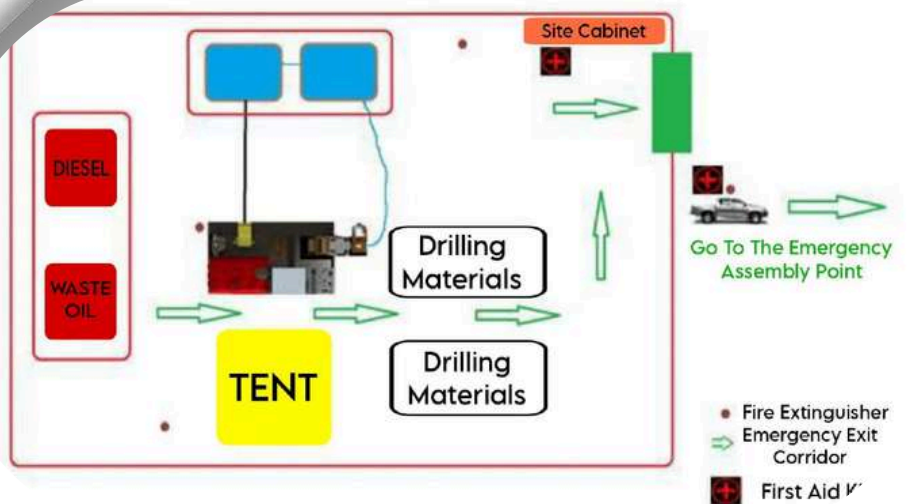 Site Cabinet
DIESEL
WASTE
OIL
Drilling
Materials
TENT
Drilling
Materials
Go To The Emergency
Assembly Point
Fire Extinguisher
Emergency Exit
Corridor
First Aid